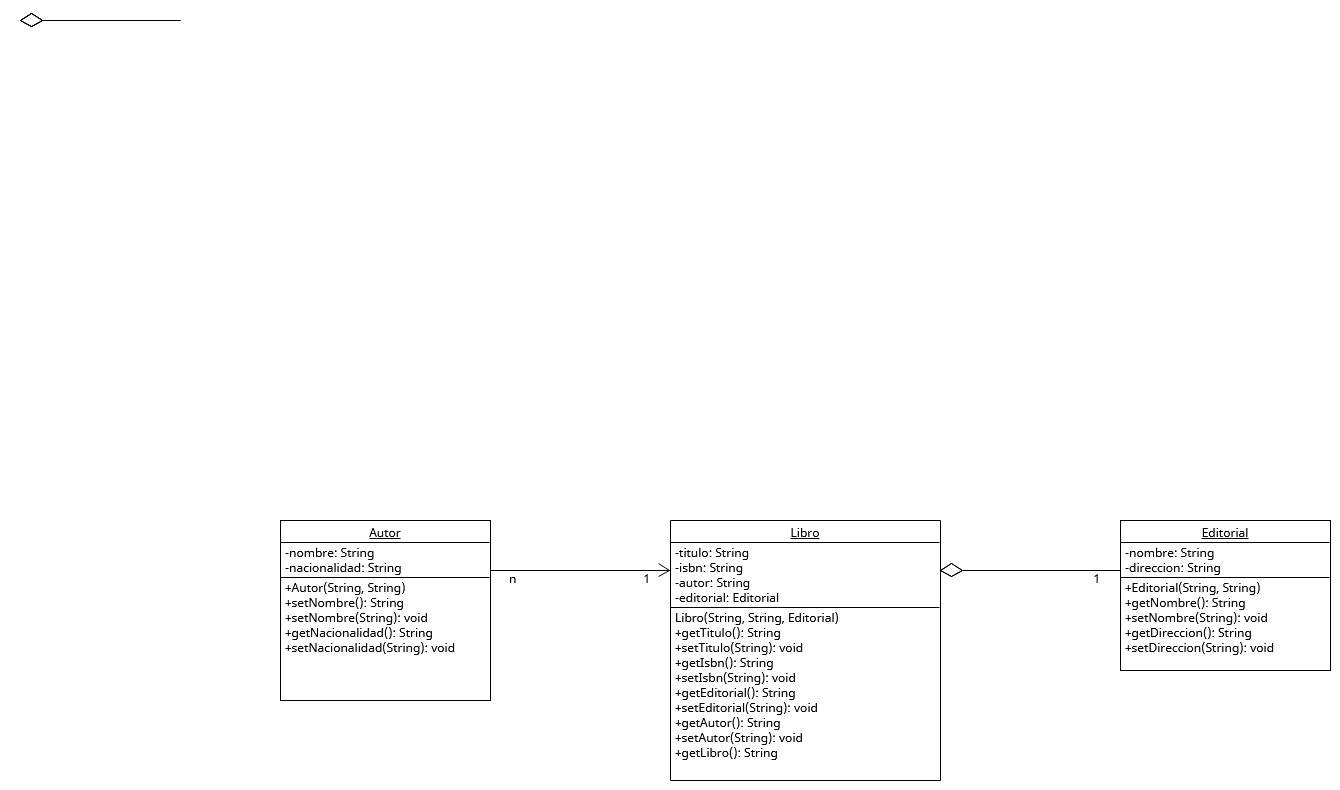 Autor
-nombre: String
-nacionalidad: String
+Autor(String, String)
+setNombre(): String
+setNombre(String): void
+getNacionalidad(): String
+setNacionalidad(String): void
n
1
Libro
-titulo: String
-isbn: String
-autor: String
-editorial: Editorial
Libro(String, String, Editorial)
+getTitulo(): String
+setTitulo(String): void
+getIsbn(): String
+setIsbn(String): void
+getEditorial(): String
+setEditorial(String): void
+getAutor(): String
+setAutor(String): void
+getLibro(): String
1
Editorial
-nombre: String
-direccion: String
+Editorial(String, String)
+getNombre(): String
+setNombre(String): void
+getDireccion(): String
+setDireccion(String): void